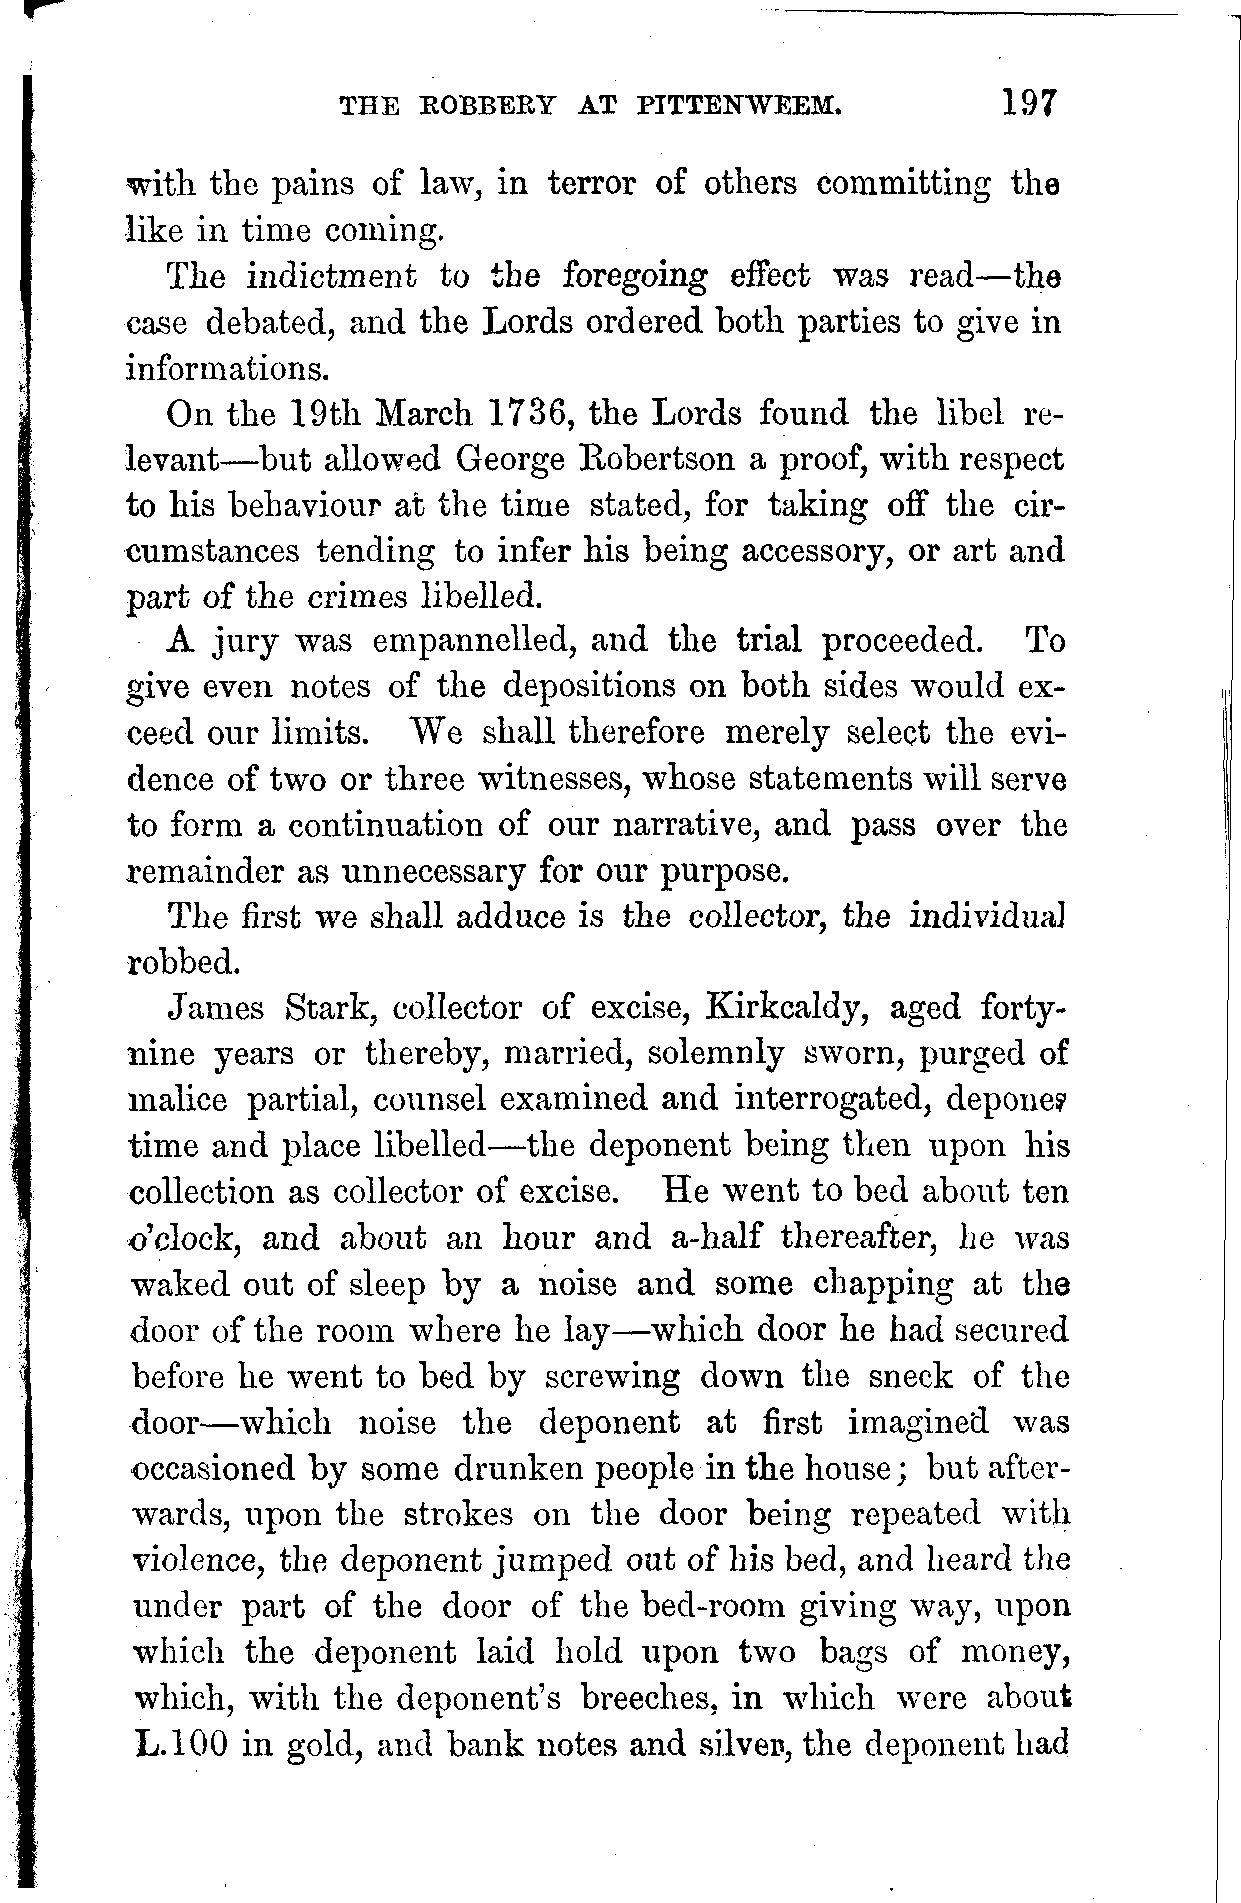 THE ROBBERY AT PITTENWEEM. 197
with the pains of law, in terror of others committing the
like in time coming.
The indictment to the foregoing effect was read—the
case debated, and the Lords ordered both parties to give in
informations.
On the 19th March 1736, the Lords found the libel re-
levant—but allowed George Robertson a proof, with respect
to his behaviour at the time stated, for taking off the cir-
cumstances tending to infer his being accessory, or art and
part of the crimes libelled.
A jury was empannelled, and the trial proceeded. To
give even notes of the depositions on both sides would ex-
ceed our limits. We shall therefore merely select the evi-
dence of two or three witnesses, whose statements will serve
to form a continuation of our narrative, and pass over the
remainder as unnecessary for our purpose.
The first we shall adduce is the collector, the individual
robbed.
James Stark, collector of excise, Kirkcaldy, aged forty-
nine years or thereby, married, solemnly sworn, purged of
malice partial, counsel examined and interrogated, depones
time and place libelled—the deponent being then upon his
collection as collector of excise. He went to bed about ten
o'clock, and about an hour and a-half thereafter, he was
waked out of sleep by a noise and some chapping at the
door of the room where he lay—which door he had secured
before he went to bed by screwing down the sneck of the
door—which noise the deponent at first imagined was
occasioned by some drunken people in the house; but after-
wards, upon the strokes on the door being repeated with
violence, the deponent jumped out of his bed, and heard the
under part of the door of the bed-room giving way, upon
which the deponent laid hold upon two bags of money,
which, with the deponent's breeches, in which were about
L.100 in gold, and bank notes and silver, the deponent had